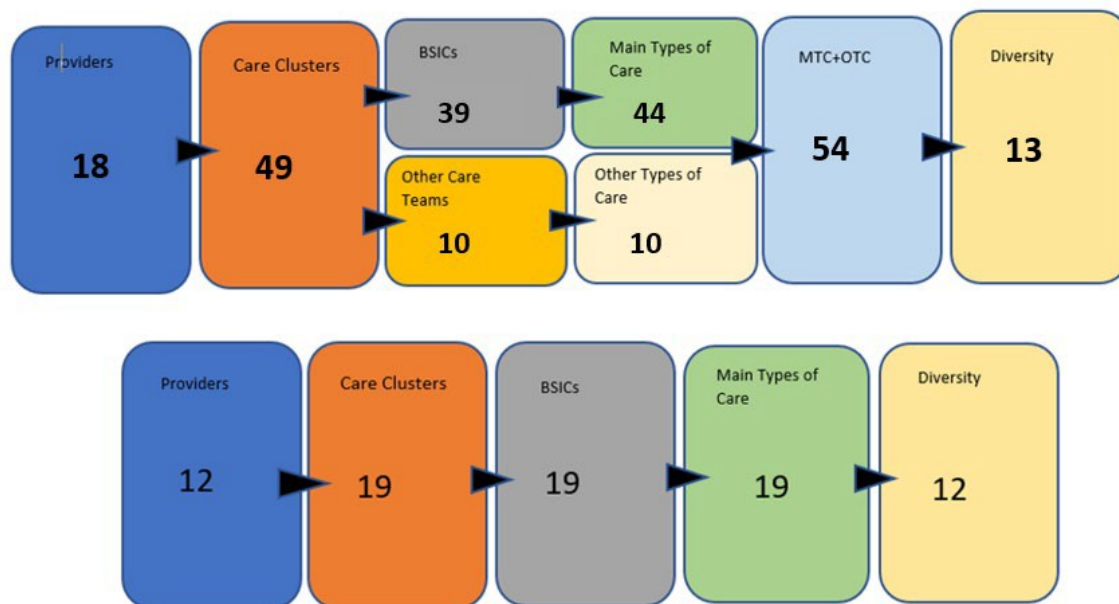 Providers
18
Care Clusters
49
BSICs
39
Main Types of
Care
44
Other Care
Teams
10
Other Types of
Care
10
MTC+OTC
54
Diversity
13
Providers
12
Care Clusters
19
BSICs
19
Main Types of
Care
19
Diversity
12